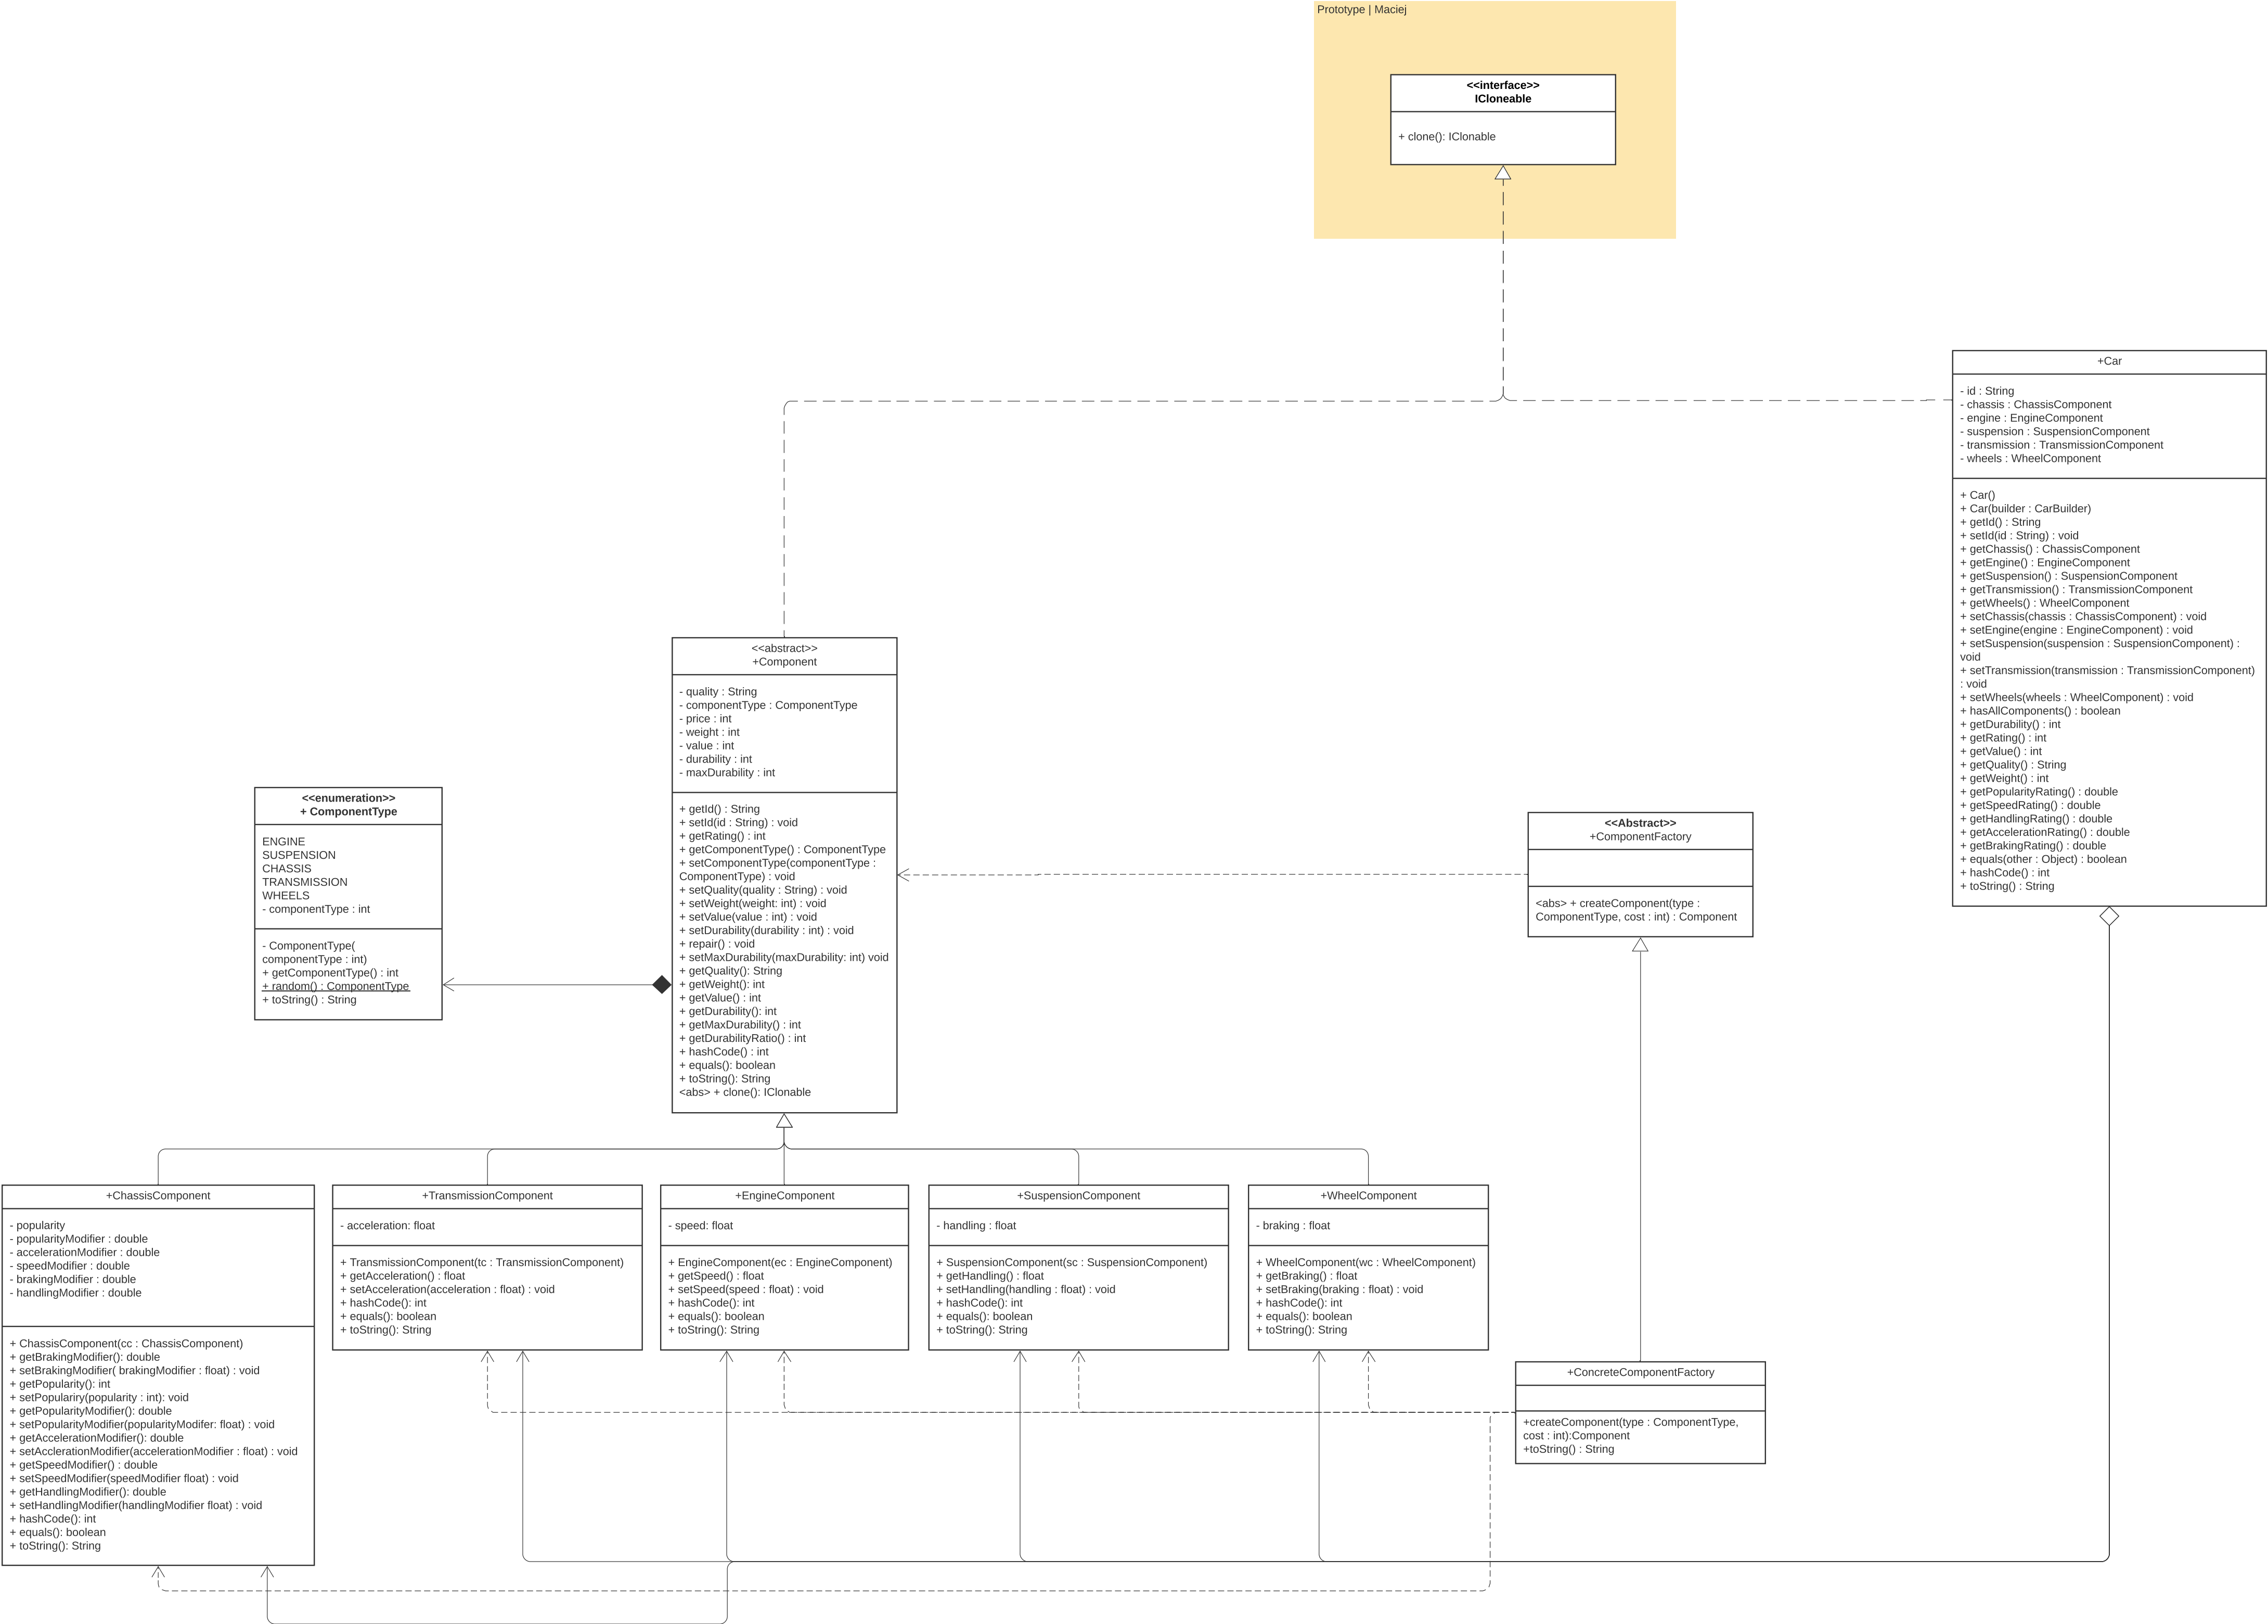 Prototype | Maciej
<<interface>>
ICloneable
+ clone(): IClonable
+Car
- id : String
- chassis : ChassisComponent
- engine : EngineComponent
- suspension : SuspensionComponent
- transmission : TransmissionComponent
- wheels : WheelComponent
+ Car()
+ Car(builder : CarBuilder)
+ getId() : String
+ setId(id : String) : void
+ getChassis() : ChassisComponent
+ getEngine() : EngineComponent
+ getSuspension() : SuspensionComponent
+ getTransmission() : TransmissionComponent
+ getWheels() : WheelComponent
+ setChassis(chassis : ChassisComponent) : void
+ setEngine(engine : EngineComponent) : void
+ setSuspension(suspension : SuspensionComponent) :
void
+ setTransmission(transmission : TransmissionComponent)
: void
+ setWheels(wheels : WheelComponent) : void
+ hasAllComponents() : boolean
+ getDurability() : int
+ getRating() : int
+ getValue() : int
+ getQuality() : String
+ getWeight() : int
+ getPopularityRating() : double
+ getSpeedRating() : double
+ getHandlingRating() : double
+ getAccelerationRating() : double
+ getBrakingRating() : double
+ equals(other : Object) : boolean
+ hashCode() : int
+ toString() : String
<<abstract>>
+Component
- quality : String
- componentType : ComponentType
- price : int
- weight : int
- value : int
- durability : int
- maxDurability : int
+ getId() : String
+ setId(id : String) : void
+ getRating() : int
+ getComponentType() : ComponentType
+ setComponentType(componentType :
ComponentType) : void
+ setQuality(quality : String) : void
+ setWeight(weight: int) : void
+ setValue(value : int) : void
+ setDurability(durability : int) : void
+ repair() : void
+ setMaxDurability(maxDurability: int) void
+ getQuality(): String
+ getWeight(): int
+ getValue() : int
+ getDurability(): int
+ getMaxDurability() : int
+ getDurabilityRatio() : int
+ hashCode() : int
+ equals(): boolean
+ toString(): String
<abs> + clone(): IClonable
<<enumeration>>
+ ComponentType
ENGINE
SUSPENSION
CHASSIS
TRANSMISSION
WHEELS
- componentType : int
- ComponentType(
componentType : int)
+ getComponentType() : int
+ random() : ComponentType
+ toString() : String
<<Abstract>>
+ComponentFactory
<abs> + createComponent(type :
ComponentType, cost : int) : Component
+ChassisComponent
- popularity
- popularityModifier : double
- accelerationModifier : double
- speedModifier : double
- brakingModifier : double
- handlingModifier : double
+ ChassisComponent(cc : ChassisComponent)
+ getBrakingModifier(): double
+ setBrakingModifier( brakingModifier : float) : void
+ getPopularity(): int
+ setPopulariry(popularity : int): void
+ getPopularityModifier(): double
+ setPopularityModifier(popularityModifer: float) : void
+ getAccelerationModifier(): double
+ setAcclerationModifier(accelerationModifier : float) : void
+ getSpeedModifier() : double
+ setSpeedModifier(speedModifier float) : void
+ getHandlingModifier(): double
+ setHandlingModifier(handlingModifier float) : void
+ hashCode(): int
+ equals(): boolean
+ toString(): String
+TransmissionComponent
- acceleration: float
+ TransmissionComponent(tc : TransmissionComponent)
+ getAcceleration() : float
+ setAcceleration(acceleration : float) : void
+ hashCode(): int
+ equals(): boolean
+ toString(): String
+EngineComponent
- speed: float
+ EngineComponent(ec : EngineComponent)
+ getSpeed() : float
+ setSpeed(speed : float) : void
+ hashCode(): int
+ equals(): boolean
+ toString(): String
+SuspensionComponent
- handling : float
+ SuspensionComponent(sc : SuspensionComponent)
+ getHandling() : float
+ setHandling(handling : float) : void
+ hashCode(): int
+ equals(): boolean
+ toString(): String
+WheelComponent
- braking : float
+ WheelComponent(wc : WheelComponent)
+ getBraking() : float
+ setBraking(braking : float) : void
+ hashCode(): int
+ equals(): boolean
+ toString(): String
+ConcreteComponentFactory
+createComponent(type : ComponentType,
cost : int):Component
+toString() : String